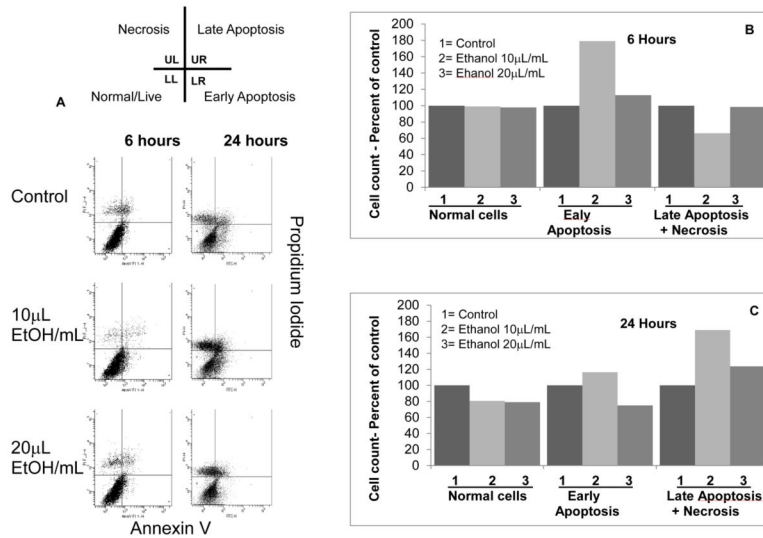 Necrosis
Late Apoptosis
UL
UR
LL
LR
Normal/Live
Early Apoptosis
A
6 hours
24 hours
Control
10µL
EtOH/mL
20µL
EtOH/mL
Propidium Iodide
Annexin V
B
6 Hours
1= Control
2= Ethanol 10µL/mL
3= Ehanol 20µL/mL
Cell count - Percent of control
200
180
160
140
120
100
80
60
40
20
0
1 2 3
Normal cells
1 2 3
Ealy
Apoptosis
1 2 3
Late Apoptosis
+ Necrosis
C
24 Hours
1= Control
2= Ethanol 10µL/mL
3= Ethanol 20µL/mL
Cell count- Percent of control
200
180
160
140
120
100
80
60
40
20
0
1 2 3
Normal cells
1 2 3
Early
Apoptosis
1 2 3
Late Apoptosis
+ Necrosis